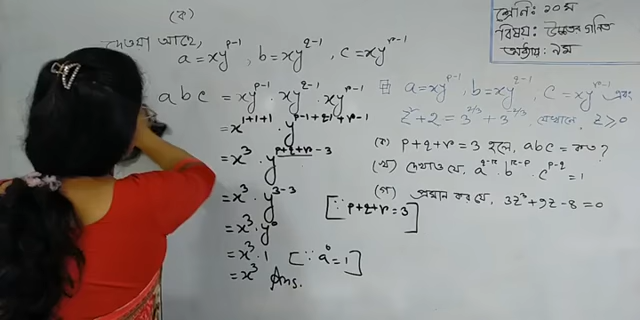 (ক)
দেওয়া আছে,
a = xy^{p-1}, b = xy^{q-1}, c = xy^{r-1}
abc = xy^{p-1} · xy^{q-1} · xy^{r-1}
= x^{1+1+1} · y^{p-1+q-1+r-1}
= x^3 · y^{p+q+r-3}
= x^3 · y^{3-3} [∵ p+q+r=3]
= x^3 · y^0
= x^3 · 1 [∵ a^0 = 1]
= x^3 Ans.
শ্রেণি: ১০ম
বিষয়: উচ্চতর গণিত
অধ্যায়: ৯ম
a = xy^{p-1}, b = xy^{q-1}, c = xy^{r-1} এবং
z^2 + 2 = 3^{2/3} + 3^{-2/3} যেখানে, z ≥ 0
(ক) p+q+r = 3 হলে, abc = কত?
(খ) দেখাও যে, a^{q-r} · b^{r-p} · c^{p-q} = 1
(গ) প্রমাণ কর যে, 3z^3 + 9z - 8 = 0